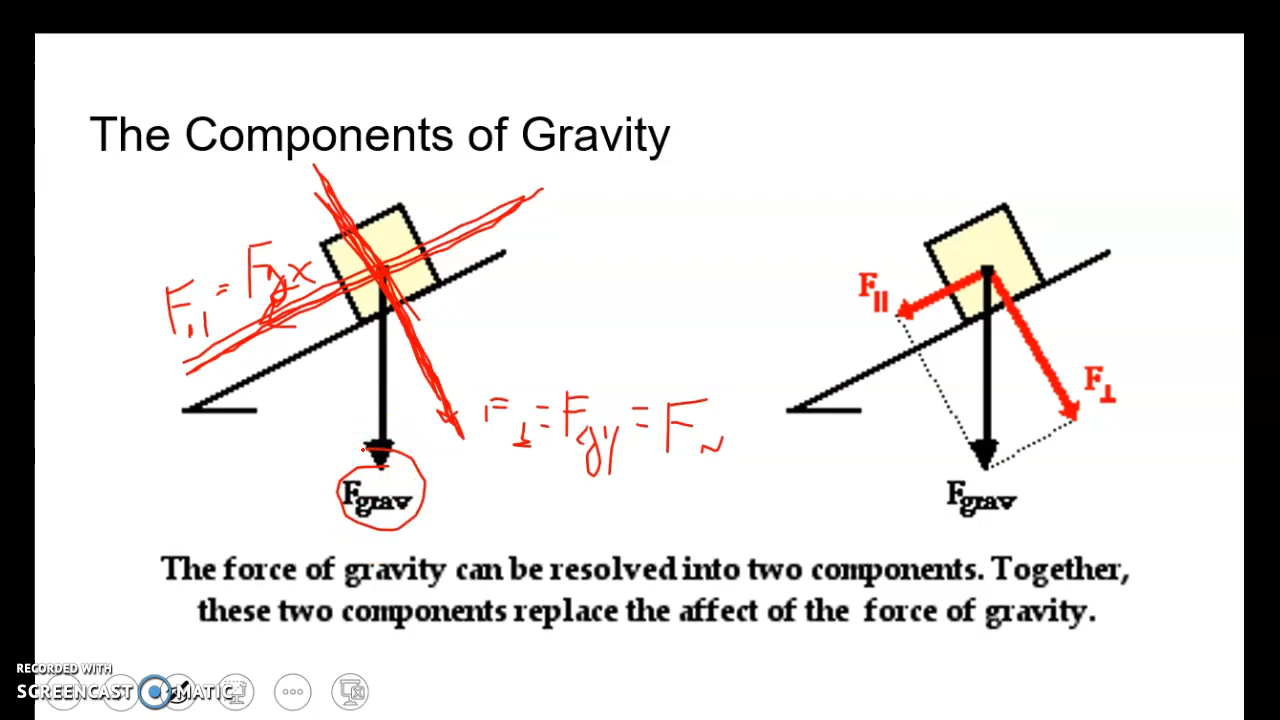 The Components of Gravity
F|| = Fgx
F||
F⊥
F⊥ = Fgy = FN
Fgrav
Fgrav
The force of gravity can be resolved into two components. Together,
these two components replace the affect of the force of gravity.
RECORDED WITH
SCREENCAST MATIC